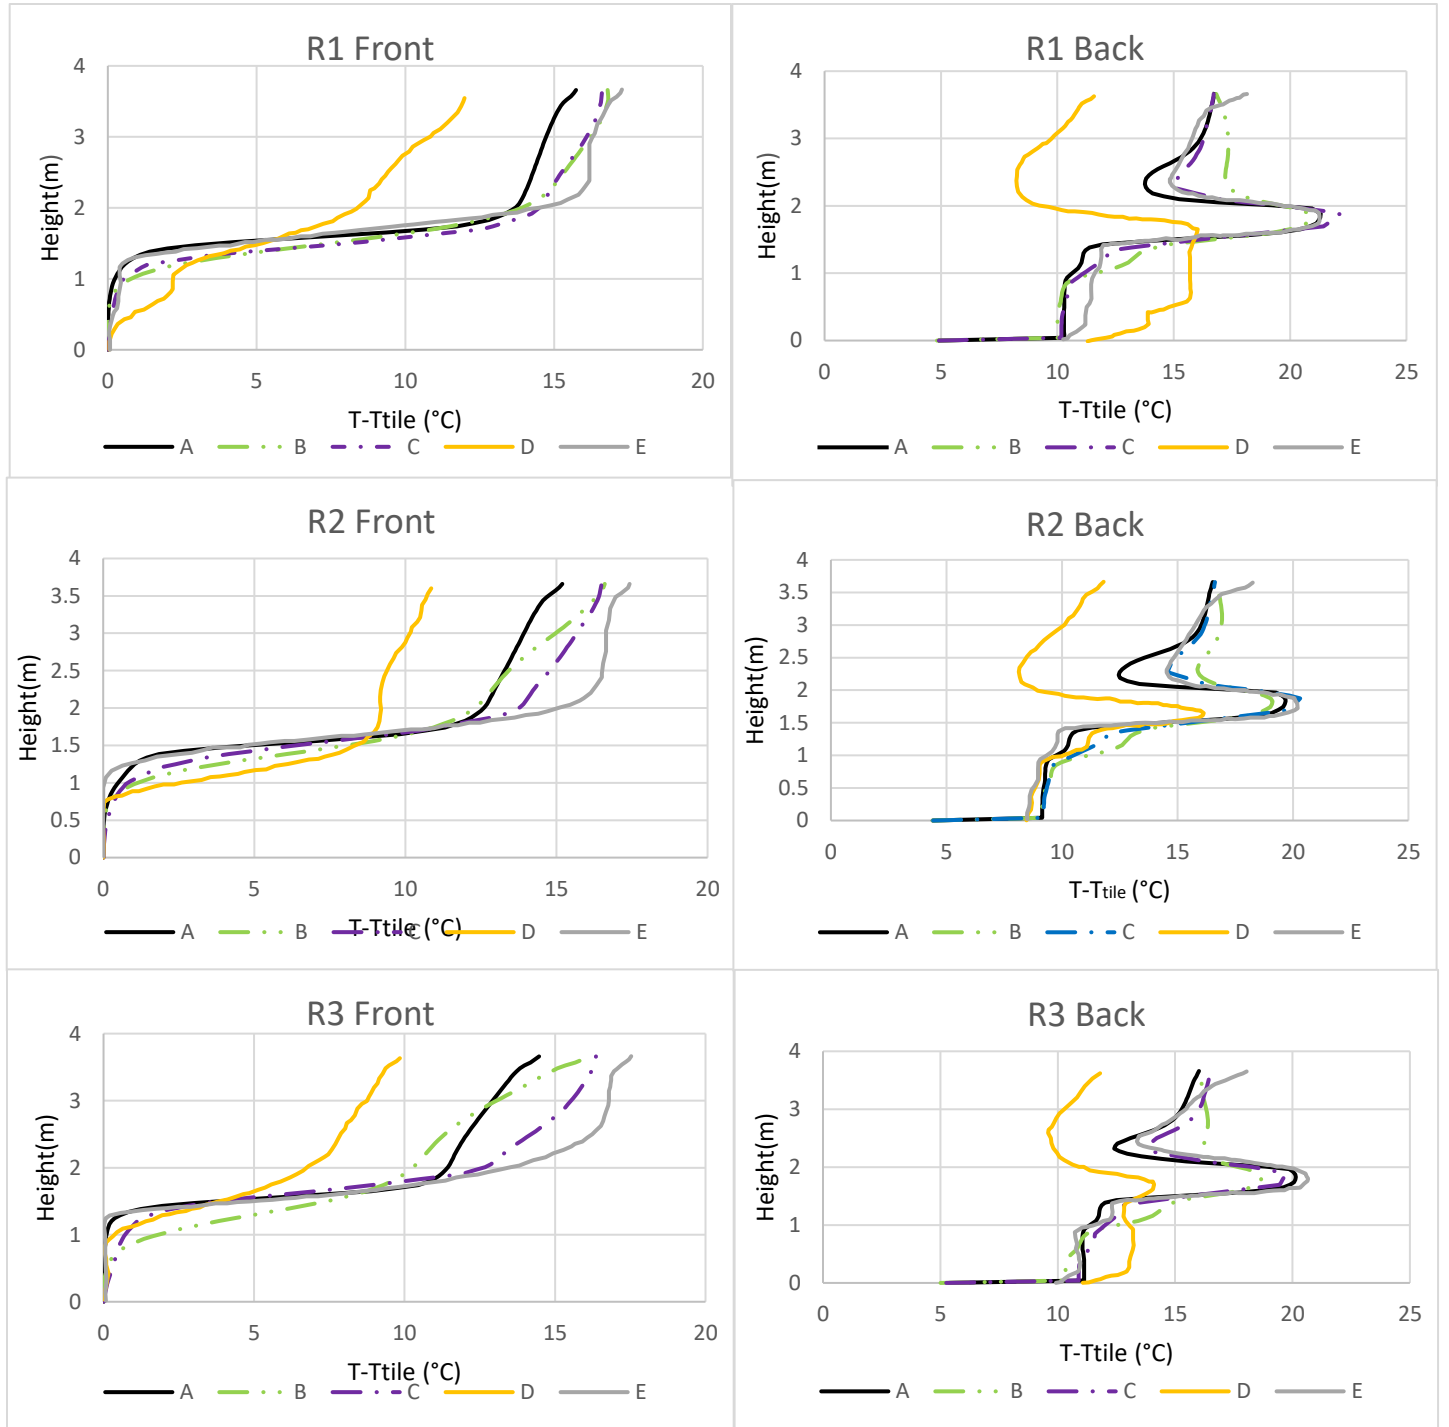 R1 Front
4
3
2
1
0
Height(m)
0 5 10 15 20
T-Ttile (°C)
A B C D E
R1 Back
4
3
2
1
0
Height(m)
0 5 10 15 20 25
T-Ttile (°C)
A B C D E
R2 Front
4
3.5
3
2.5
2
1.5
1
0.5
0
Height(m)
0 5 10 15 20
T-Ttile (°C)
A B C D E
R2 Back
4
3.5
3
2.5
2
1.5
1
0.5
0
Height(m)
0 5 10 15 20 25
T-Ttile (°C)
A B C D E
R3 Front
4
3
2
1
0
Height(m)
0 5 10 15 20
T-Ttile (°C)
A B C D E
R3 Back
4
3
2
1
0
Height(m)
0 5 10 15 20 25
T-Ttile (°C)
A B C D E